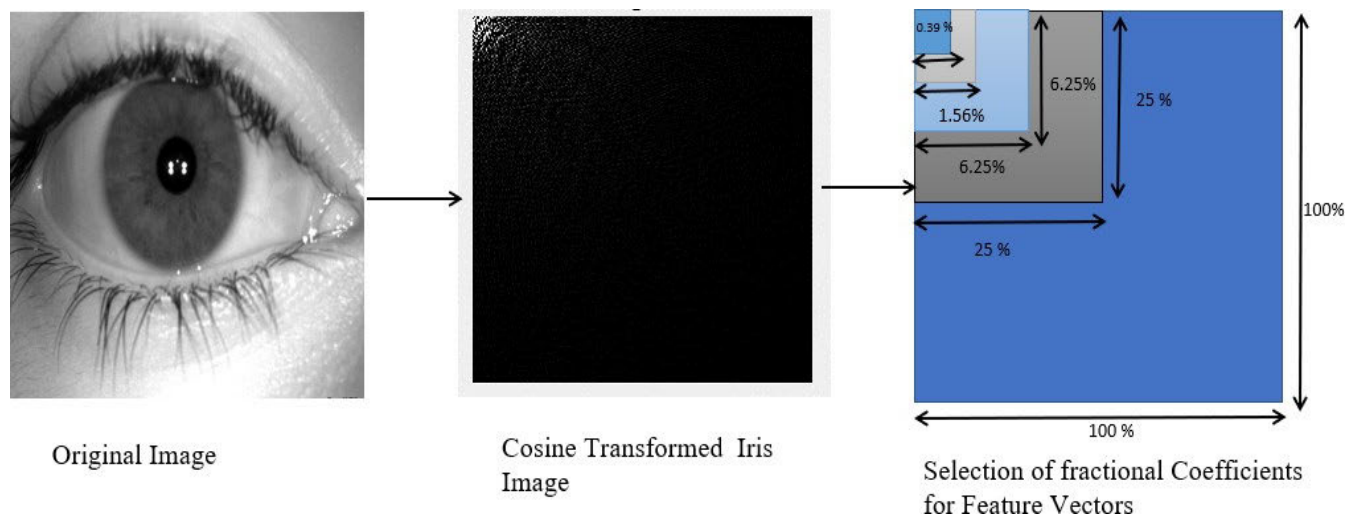 0.39 %
6.25%
25 %
1.56%
6.25%
100%
25 %
100 %
Original Image
Cosine Transformed Iris
Image
Selection of fractional Coefficients
for Feature Vectors